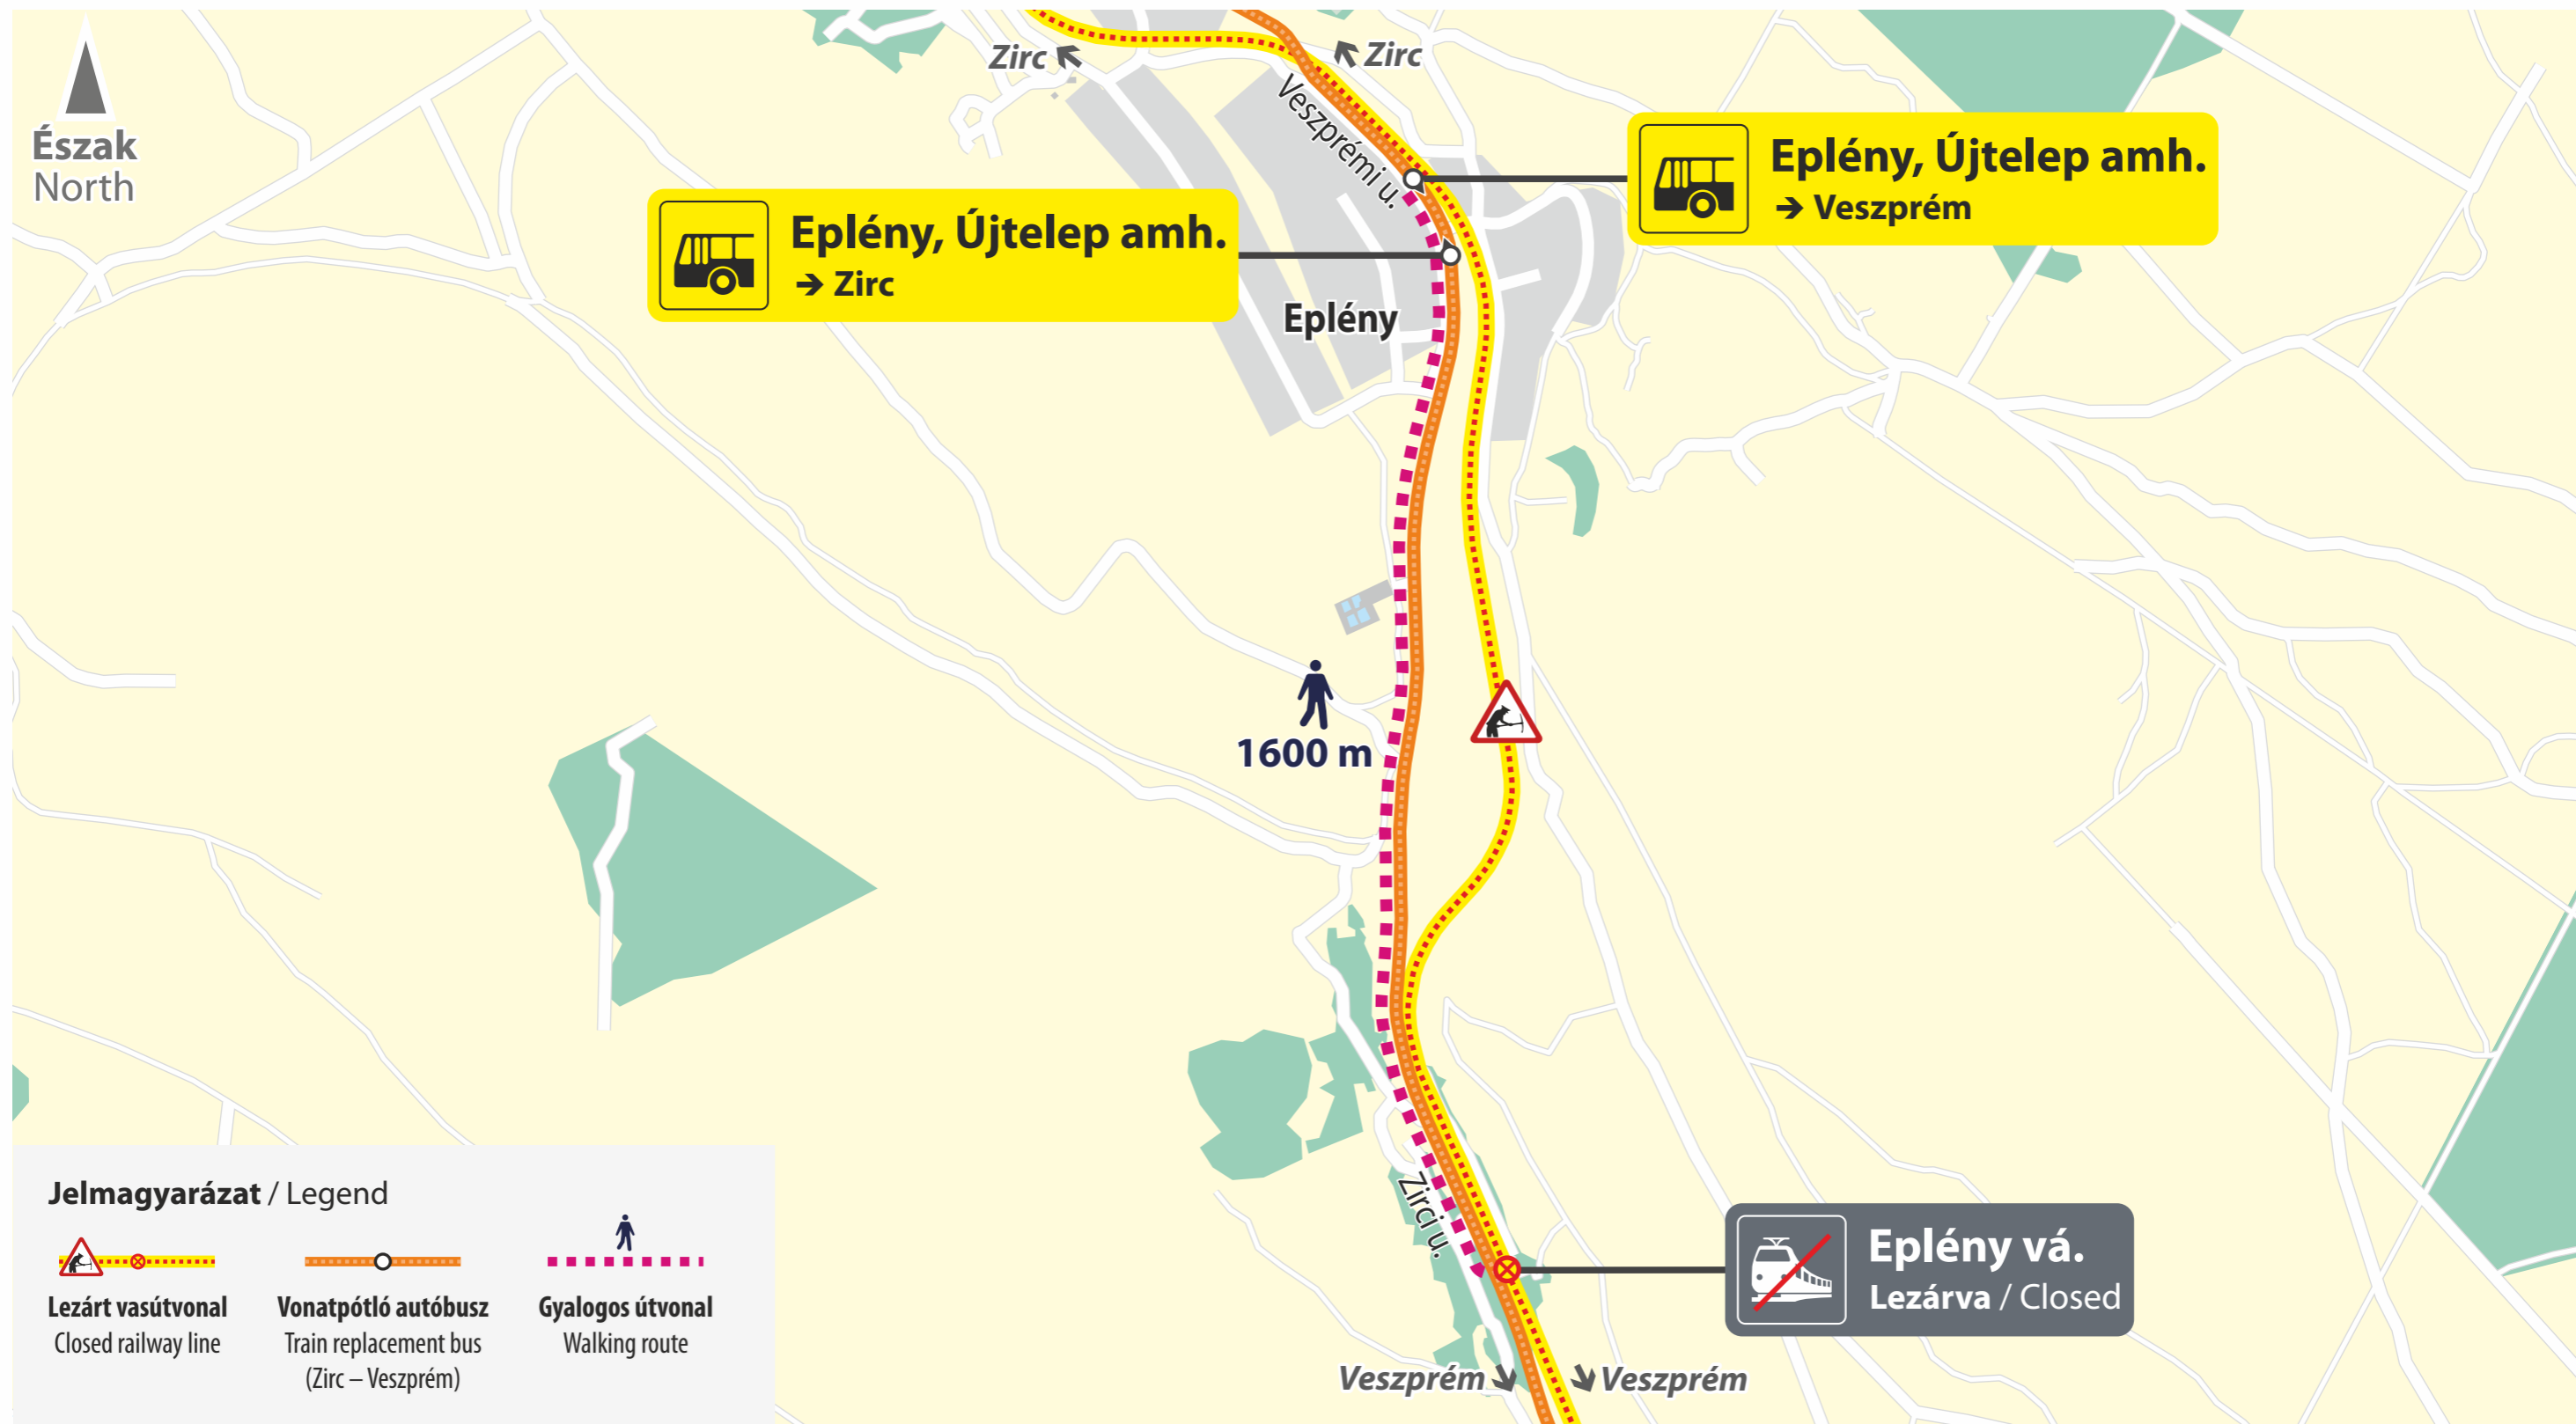 Észak
North
Zirc
Zirc
Veszprémi u.
Eplény, Újtelep amh.
➔ Veszprém
Eplény, Újtelep amh.
➔ Zirc
Eplény
1600 m
Zirci u.
Eplény vá.
Lezárva / Closed
Veszprém
Veszprém
Jelmagyarázat / Legend
Lezárt vasútvonal
Closed railway line
Vonatpótló autóbusz
Train replacement bus
(Zirc – Veszprém)
Gyalogos útvonal
Walking route